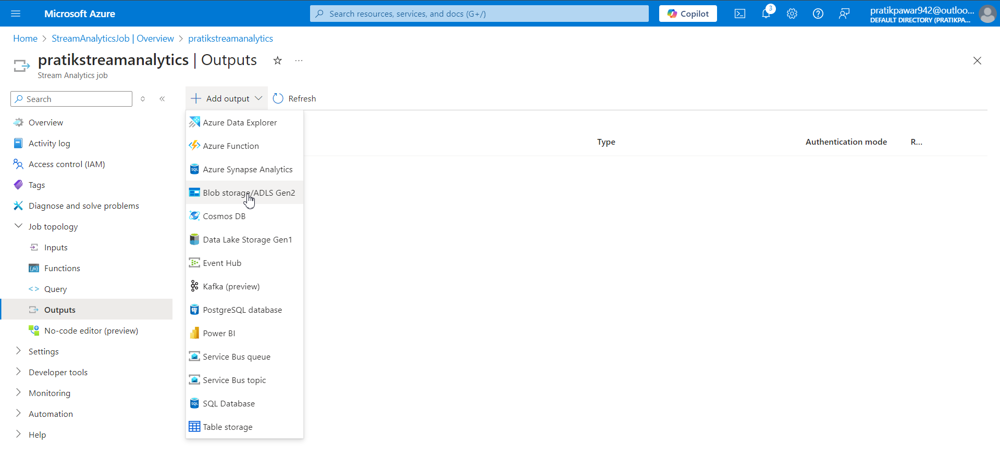 Microsoft Azure
Search resources, services, and docs (G+/)
Copilot
3
pratikpawar942@outloo...
DEFAULT DIRECTORY (PRATIKPA...
Home > StreamAnalyticsJob | Overview > pratikstreamanalytics
pratikstreamanalytics | Outputs
...
Stream Analytics job
Search
Add output
Refresh
Overview
Activity log
Access control (IAM)
Tags
Diagnose and solve problems
Job topology
Inputs
Functions
Query
Outputs
No-code editor (preview)
Settings
Developer tools
Monitoring
Automation
Help
Azure Data Explorer
Azure Function
Azure Synapse Analytics
Blob storage/ADLS Gen2
Cosmos DB
Data Lake Storage Gen1
Event Hub
Kafka (preview)
PostgreSQL database
Power BI
Service Bus queue
Service Bus topic
SQL Database
Table storage
Type
Authentication mode
R...